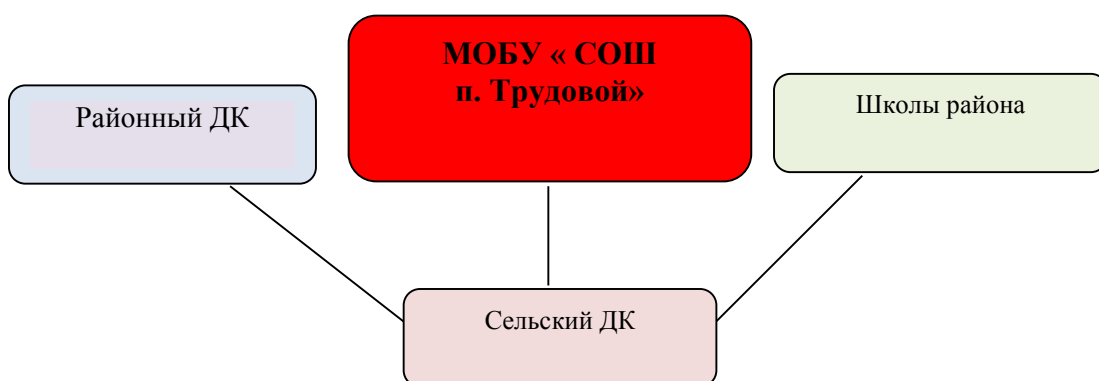 МОБУ « СОШ
п. Трудовой»
Районный ДК
Школы района
Сельский ДК